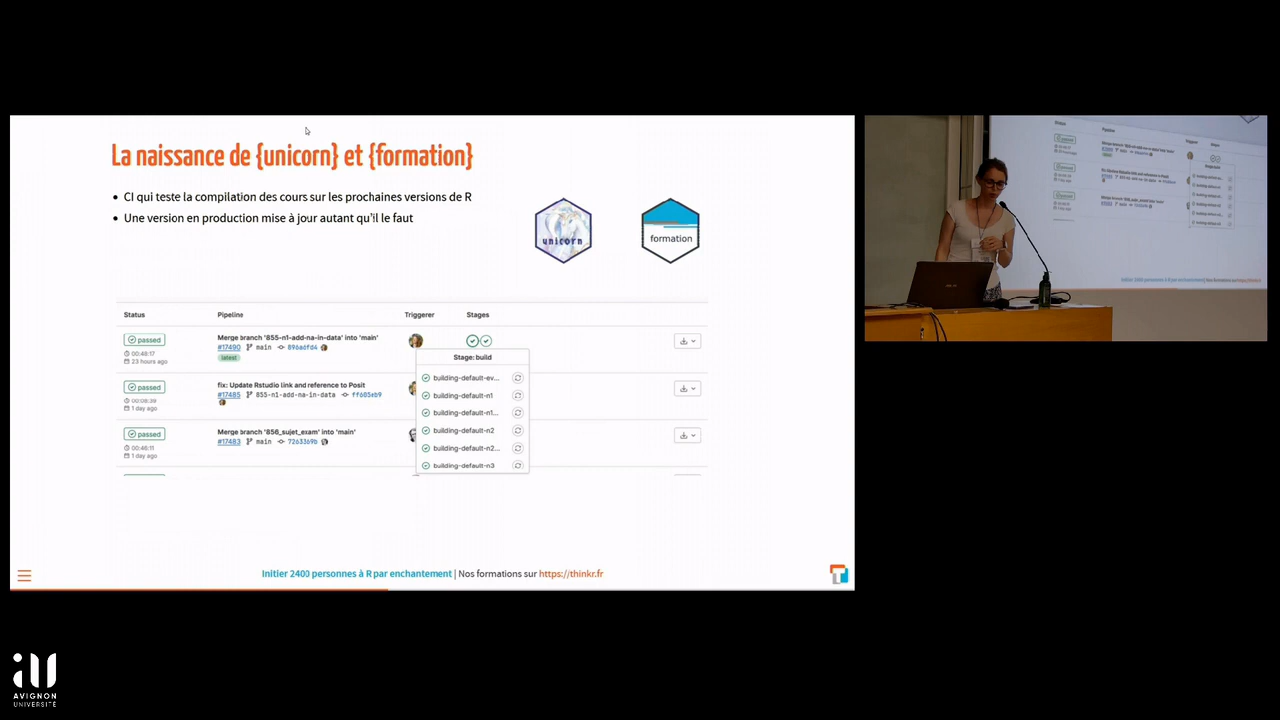 La naissance de {unicorn} et {formation}
• CI qui teste la compilation des cours sur les prochaines versions de R
• Une version en production mise à jour autant qu'il le faut
unicorn
formation
Status Pipeline Triggerer Stages
passed
00:48:17
23 hours ago
Merge branch '855-n1-add-na-in-data' into 'main'
#17490 main 896a6fd4
latest
Stage: build
building-default-ev...
building-default-n1
building-default-n1...
building-default-n2
building-default-n2...
building-default-n3
passed
00:08:39
1 day ago
fix: Update Rstudio link and reference to Posit
#17485 855-n1-add-na-in-data ff605eb9
passed
00:46:11
1 day ago
Merge branch '856_sujet_exam' into 'main'
#17483 main 7263369b
Initier 2400 personnes à R par enchantement | Nos formations sur https://thinkr.fr
AVIGNON
UNIVERSITÉ